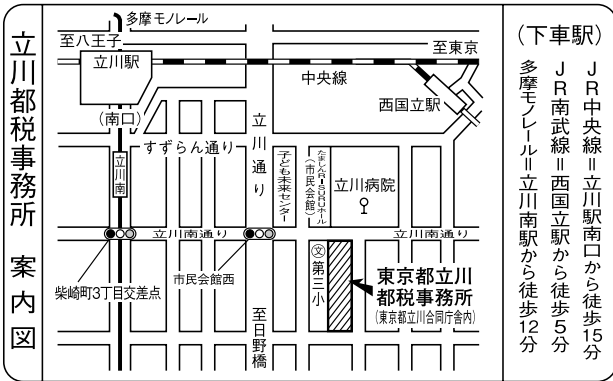 立川都税事務所 案内図
多摩モノレール
至八王子
立川駅
至東京
中央線
西国立駅
(南口)
すずらん通り
立川通り
立川南
子ども未来センター
たましんRISURUホール
(市民会館)
立川病院
立川南通り
立川南通り
柴崎町3丁目交差点
市民会館西
至日野橋
文
第三小
東京都立川
都税事務所
(東京都立川合同庁舎内)
(下車駅)
JR中央線=立川駅南口から徒歩15分
JR南武線=西国立駅から徒歩5分
多摩モノレール=立川南駅から徒歩12分